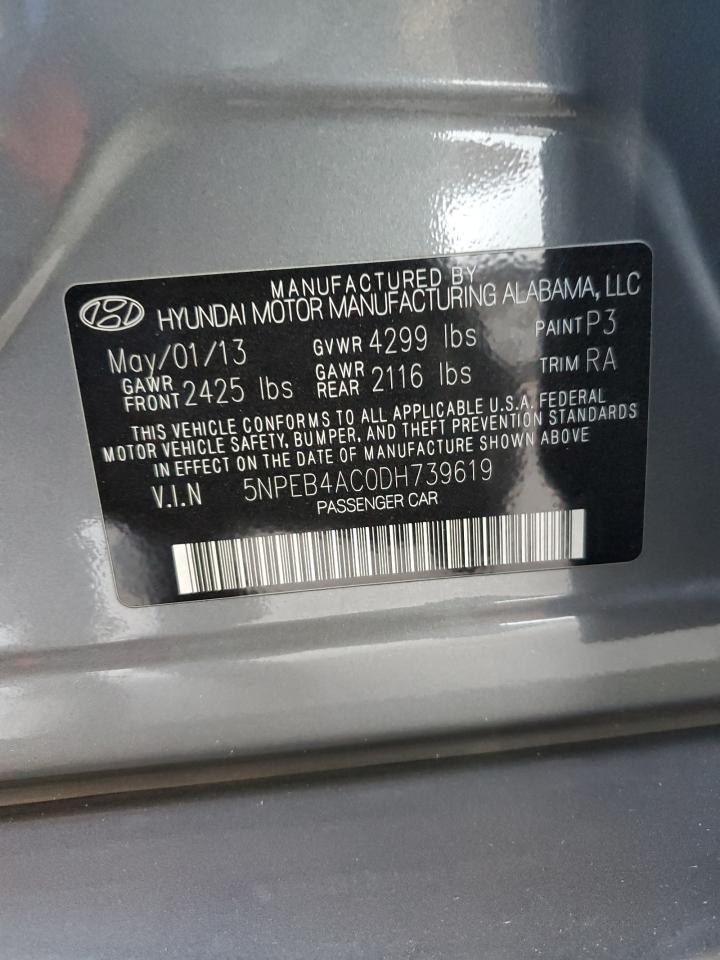 MANUFACTURED BY
HYUNDAI MOTOR MANUFACTURING ALABAMA, LLC
May/01/13 GVWR 4299 lbs PAINT P3
GAWR FRONT 2425 lbs GAWR REAR 2116 lbs TRIM RA
THIS VEHICLE CONFORMS TO ALL APPLICABLE U.S.A. FEDERAL
MOTOR VEHICLE SAFETY, BUMPER, AND THEFT PREVENTION STANDARDS
IN EFFECT ON THE DATE OF MANUFACTURE SHOWN ABOVE
V.I.N 5NPEB4AC0DH739619
PASSENGER CAR